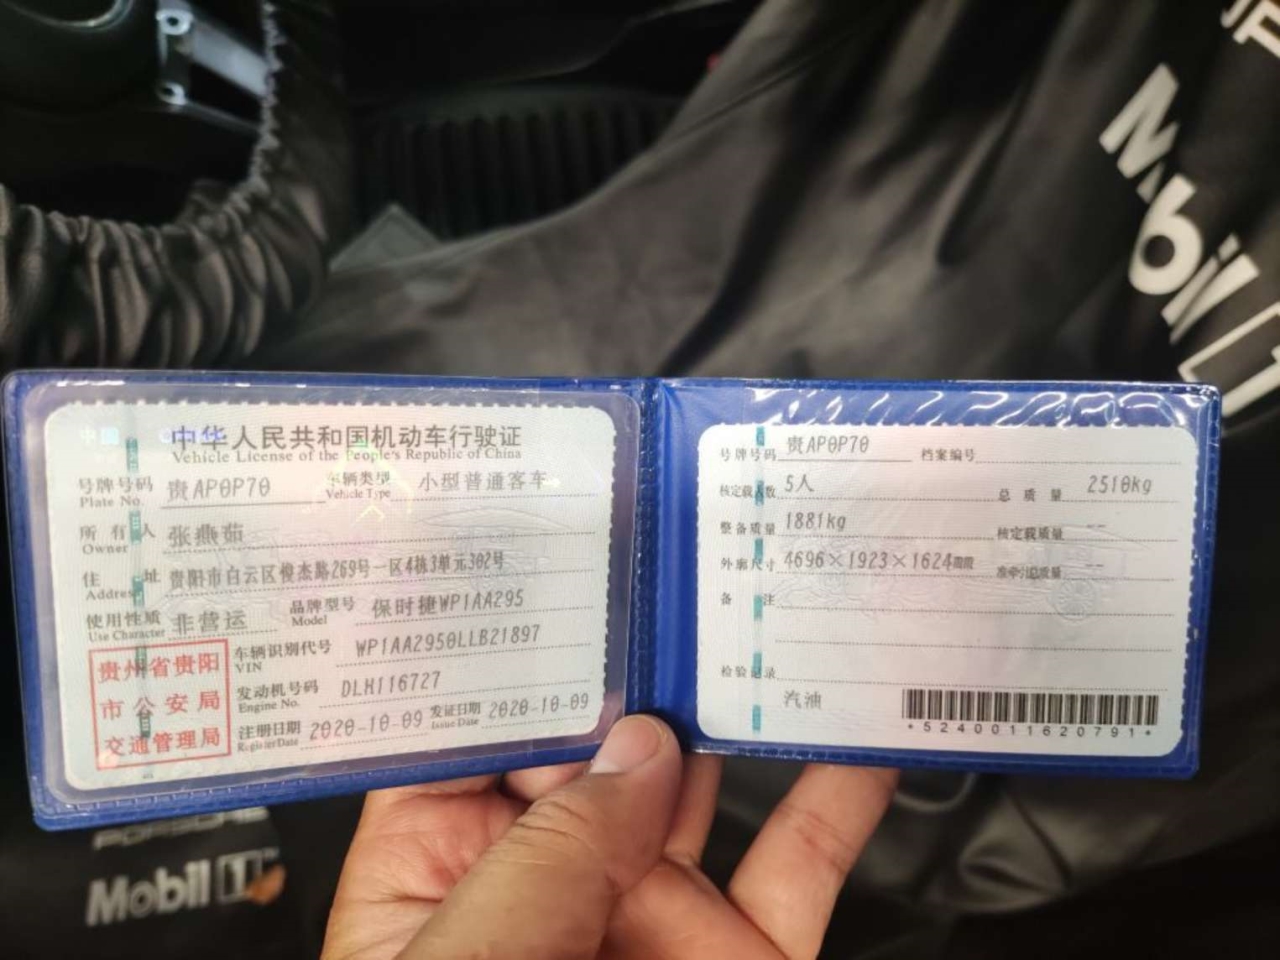 Mobil 1
中华人民共和国机动车行驶证
Vehicle License of the People's Republic of China
号牌号码 贵AP0P70 车辆类型 小型普通客车
Plate No. Vehicle Type
所有人 张燕茹
Owner
住址 贵阳市白云区俊杰路269号一区4栋3单元302号
Address
使用性质 非营运 品牌型号 保时捷WP1AA295
Use Character Model
车辆识别代号 WP1AA2950LLB21897
VIN
发动机号码 DLH116727
Engine No.
注册日期 2020-10-09 发证日期 2020-10-09
Register Date Issue Date
贵州省贵阳
市公安局
交通管理局
号牌号码 贵AP0P70 档案编号
核定载人数 5人 总质量 2510kg
整备质量 1881kg 核定载质量 --
外廓尺寸 4696×1923×1624mm 准牵引总质量 --
备注
检验记录
汽油
*5240011620791*
PORSCHE
Mobil 1